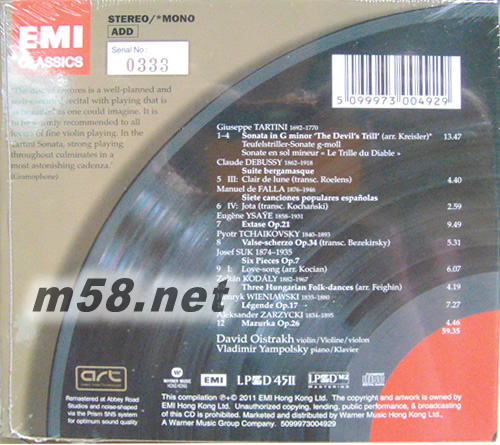 EMI
CLASSICS
STEREO/*MONO
ADD
Serial No:
0333
"The disc of encores is a well-planned and
well-executed recital with playing that is
as beautiful as one could imagine. It is
to be warmly recommended to all
lovers of fine violin playing. In the
Tartini Sonata, strong playing
throughout culminates in a
most astonishing cadenza."
(Gramophone)
5 099973 004929
Giuseppe TARTINI 1692-1770
1-4 Sonata in G minor 'The Devil's Trill' (arr. Kreisler)* 13.47
Teufelstriller-Sonate g-moll
Sonate en sol mineur « Le Trille du Diable »
Claude DEBUSSY 1862-1918
Suite bergamasque
5 III: Clair de lune (transc. Roelens) 4.40
Manuel de FALLA 1876-1946
Siete canciones populares españolas
6 IV: Jota (transc. Kochański) 2.59
Eugène YSAŸE 1858-1931
7 Extase Op.21 9.49
Pyotr TCHAIKOVSKY 1840-1893
8 Valse-scherzo Op.34 (transc. Bezekirsky) 5.31
Josef SUK 1874-1935
Six Pieces Op.7
9 I: Love-song (arr. Kocian) 6.07
Zoltán KODÁLY 1882-1967
Three Hungarian Folk-dances (arr. Feighin) 4.19
Henryk WIENIAWSKI 1835-1880
Légende Op.17 7.27
Aleksander ZARZYCKI 1834-1895
12 Mazurka Op.26 4.46
59.35
David Oistrakh violin/Violine/violon
Vladimir Yampolsky piano/Klavier
m58.net
art
WARNER MUSIC
HONG KONG
EMI
LPCD 45II
MASTERING
Remastered at Abbey Road
Studios and noise-shaped
via the Prism SNS system
for optimum sound quality
This compilation ℗+© 2011 EMI Hong Kong Ltd. The copyright and artwork is owned by
EMI Hong Kong Ltd. Unauthorized copying, lending, public performance, & broadcasting
of this CD is prohibited. Marketed and distributed by Warner Music Hong Kong Ltd.
A Warner Music Group Company. 5099973004929